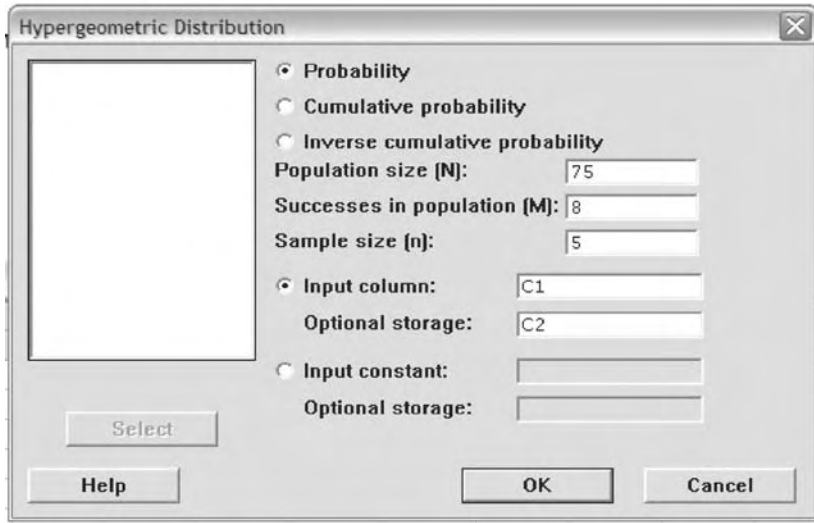 Hypergeometric Distribution
Probability
Cumulative probability
Inverse cumulative probability
Population size (N): 75
Successes in population (M): 8
Sample size (n): 5
Input column: C1
Optional storage: C2
Input constant:
Optional storage:
Select
Help OK Cancel